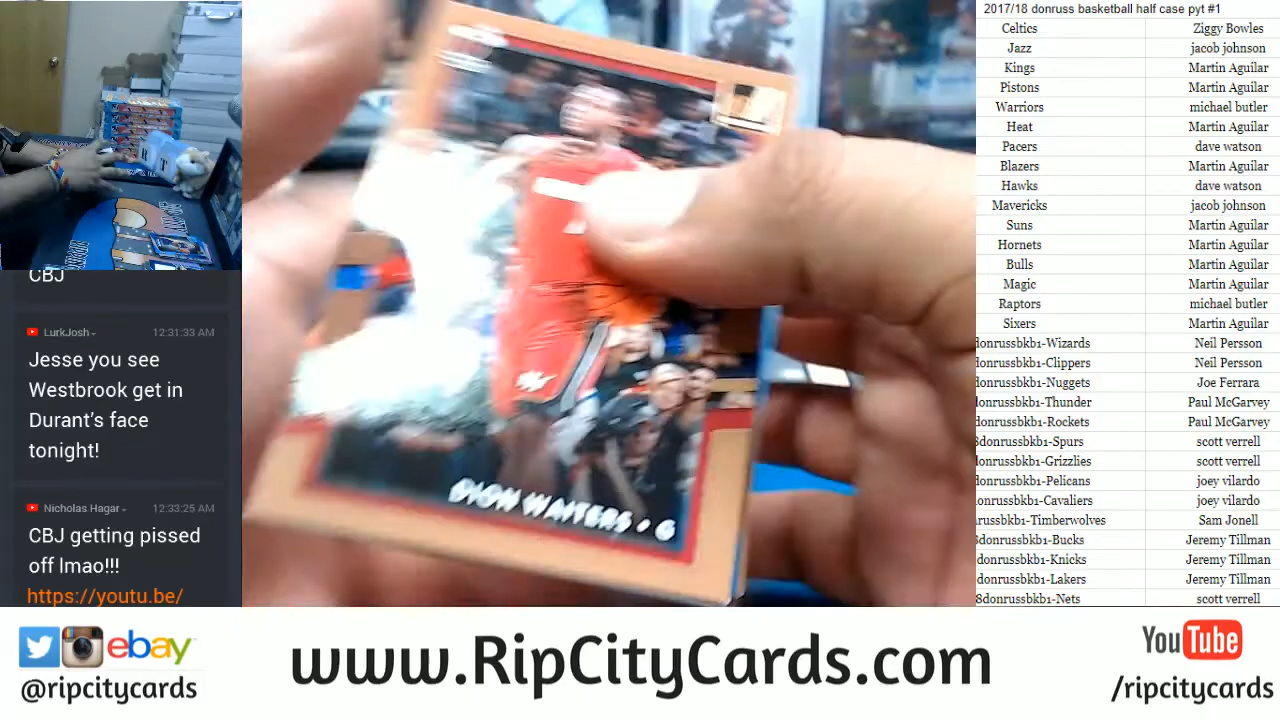 2017/18 donruss basketball half case pyt #1
Celtics Ziggy Bowles
Jazz jacob johnson
Kings Martin Aguilar
Pistons Martin Aguilar
Warriors michael butler
Heat Martin Aguilar
Pacers dave watson
Blazers Martin Aguilar
Hawks dave watson
Mavericks jacob johnson
Suns Martin Aguilar
Hornets Martin Aguilar
Bulls Martin Aguilar
Magic Martin Aguilar
Raptors michael butler
Sixers Martin Aguilar
donrussbkb1-Wizards Neil Persson
donrussbkb1-Clippers Neil Persson
donrussbkb1-Nuggets Joe Ferrara
donrussbkb1-Thunder Paul McGarvey
donrussbkb1-Rockets Paul McGarvey
donrussbkb1-Spurs scott verrell
donrussbkb1-Grizzlies scott verrell
donrussbkb1-Pelicans joey vilardo
donrussbkb1-Cavaliers joey vilardo
russbkb1-Timberwolves Sam Jonell
8donrussbkb1-Bucks Jeremy Tillman
donrussbkb1-Knicks Jeremy Tillman
donrussbkb1-Lakers Jeremy Tillman
8donrussbkb1-Nets scott verrell
CBJ
LurkJosh 12:31:33 AM
Jesse you see
Westbrook get in
Durant's face
tonight!
Nicholas Hagar 12:33:25 AM
CBJ getting pissed
off lmao!!!
https://youtu.be/
DION WAITERS • G
ebay
@ripcitycards
www.RipCityCards.com
YouTube
/ripcitycards